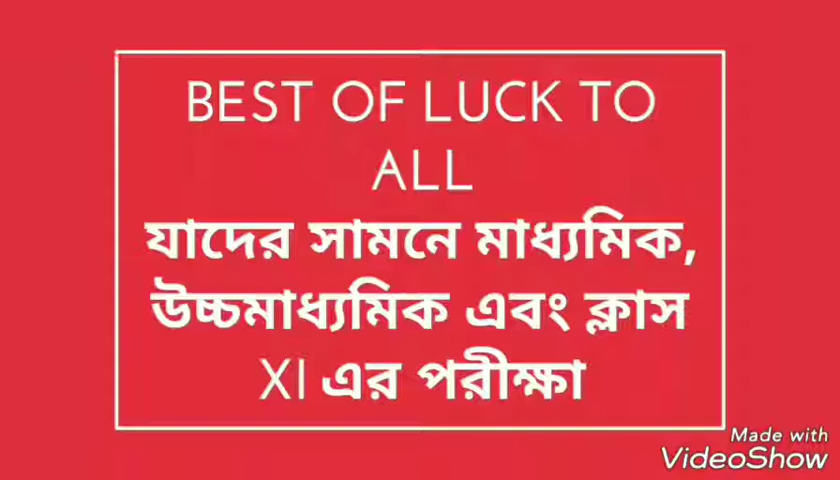 BEST OF LUCK TO
ALL
যাদের সামনে মাধ্যমিক,
উচ্চমাধ্যমিক এবং ক্লাস
XI এর পরীক্ষা
Made with
VideoShow